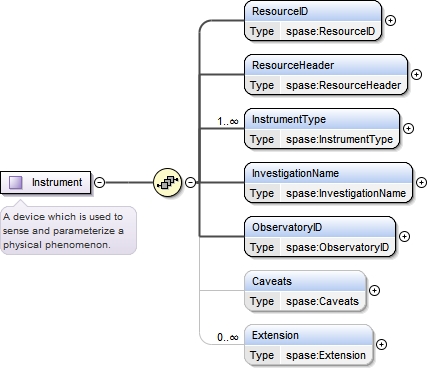 ResourceID
Type spase:ResourceID
ResourceHeader
Type spase:ResourceHeader
1..∞
InstrumentType
Type spase:InstrumentType
Instrument
A device which is used to
sense and parameterize a
physical phenomenon.
InvestigationName
Type spase:InvestigationName
ObservatoryID
Type spase:ObservatoryID
Caveats
Type spase:Caveats
0..∞
Extension
Type spase:Extension